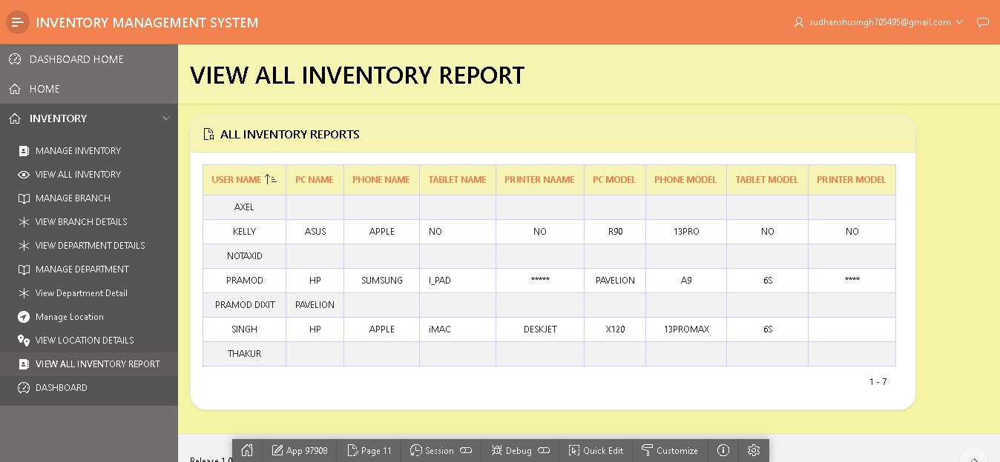 INVENTORY MANAGEMENT SYSTEM
sudhanshusingh705495@gmail.com
DASHBOARD HOME
HOME
INVENTORY
MANAGE INVENTORY
VIEW ALL INVENTORY
MANAGE BRANCH
VIEW BRANCH DETAILS
VIEW DEPARTMENT DETAILS
MANAGE DEPARTMENT
View Department Detail
Manage Location
VIEW LOCATION DETAILS
VIEW ALL INVENTORY REPORT
DASHBOARD
VIEW ALL INVENTORY REPORT
ALL INVENTORY REPORTS
USER NAME PC NAME PHONE NAME TABLET NAME PRINTER NAAME PC MODEL PHONE MODEL TABLET MODEL PRINTER MODEL
AXEL
KELLY ASUS APPLE NO NO R90 13PRO NO NO
NOTAXID
PRAMOD HP SUMSUNG I_PAD ***** PAVELION A9 6S ****
PRAMOD DIXIT PAVELION
SINGH HP APPLE iMAC DESKJET X120 13PROMAX 6S
THAKUR
1 - 7
Release 1.0
App 97908 Page 11 Session Debug Quick Edit Customize